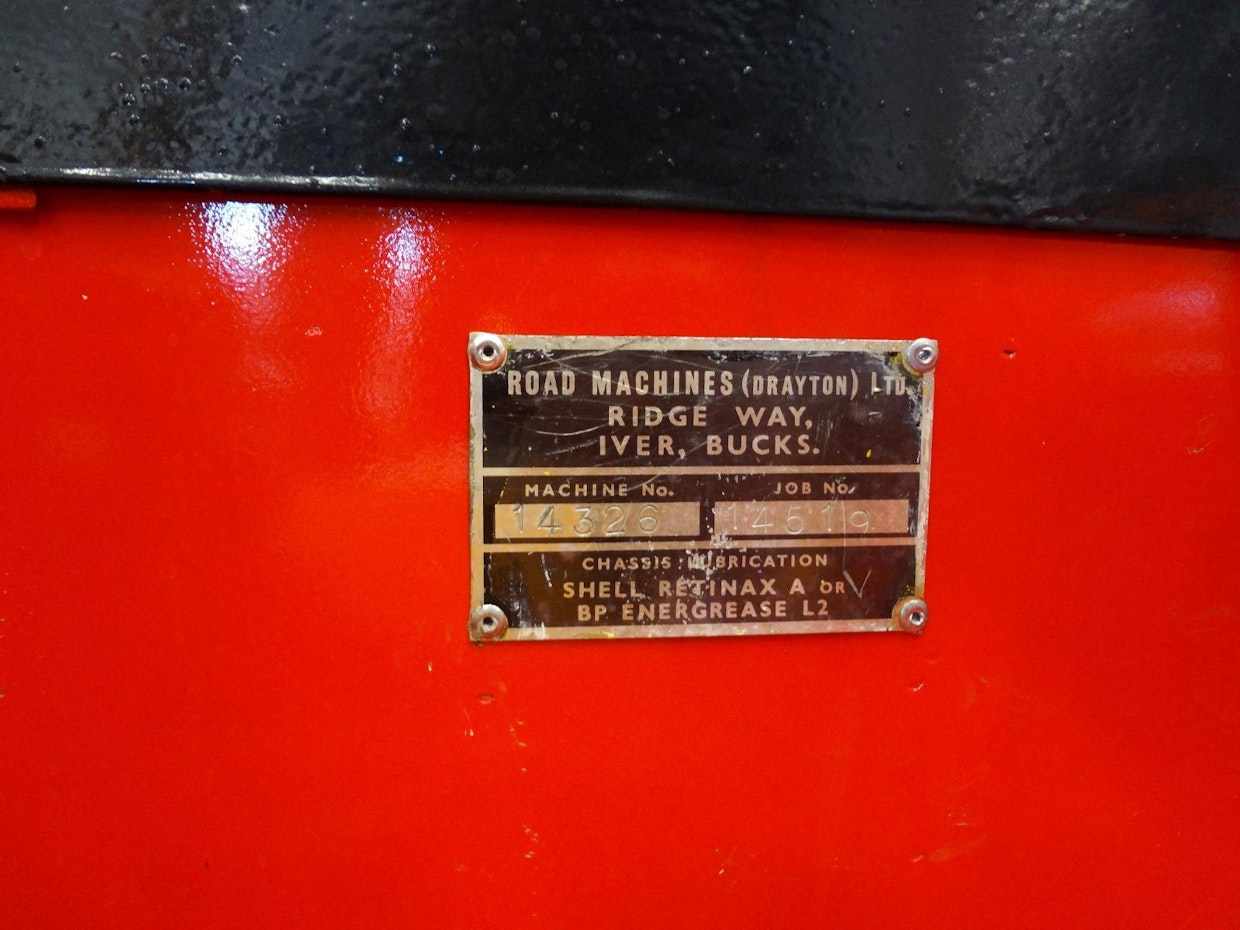 ROAD MACHINES (DRAYTON) LTD.
RIDGE WAY,
IVER, BUCKS.
MACHINE No. JOB No.
14326 14519
CHASSIS LUBRICATION
SHELL RETINAX A OR
BP ENERGREASE L2